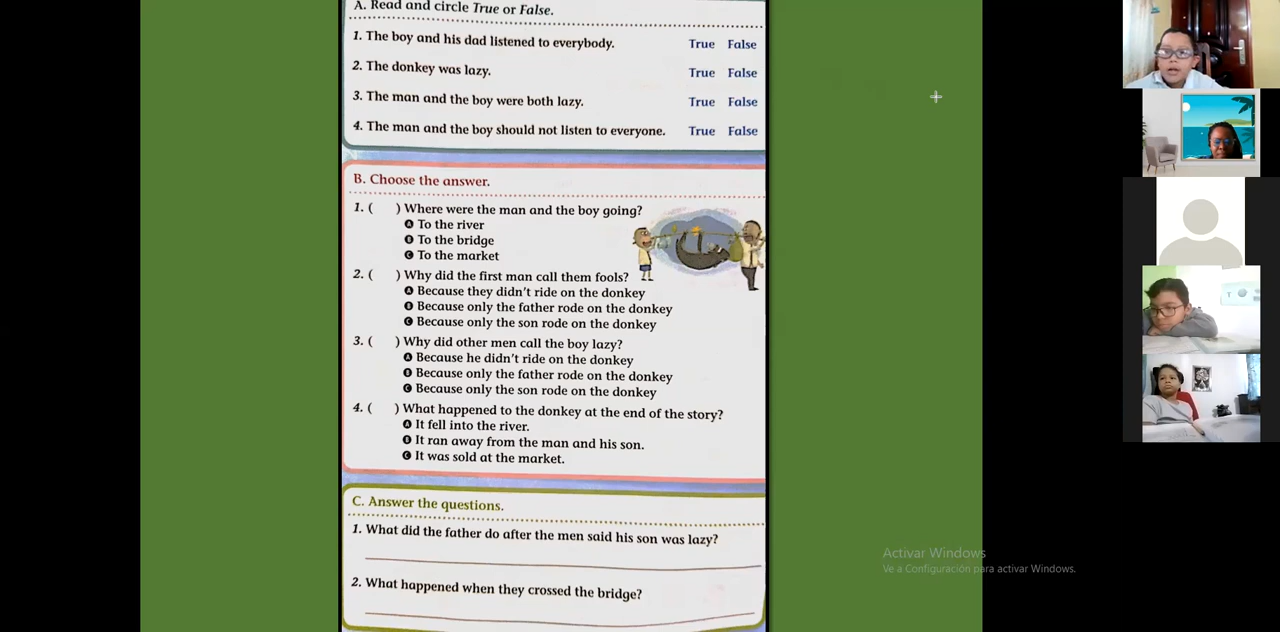 A. Read and circle True or False.
1. The boy and his dad listened to everybody. True False
2. The donkey was lazy. True False
3. The man and the boy were both lazy. True False
4. The man and the boy should not listen to everyone. True False
B. Choose the answer.
1. ( ) Where were the man and the boy going?
A To the river
B To the bridge
C To the market
2. ( ) Why did the first man call them fools?
A Because they didn't ride on the donkey
B Because only the father rode on the donkey
C Because only the son rode on the donkey
3. ( ) Why did other men call the boy lazy?
A Because he didn't ride on the donkey
B Because only the father rode on the donkey
C Because only the son rode on the donkey
4. ( ) What happened to the donkey at the end of the story?
A It fell into the river.
B It ran away from the man and his son.
C It was sold at the market.
C. Answer the questions.
1. What did the father do after the men said his son was lazy?
2. What happened when they crossed the bridge?
Activar Windows
Ve a Configuración para activar Windows.